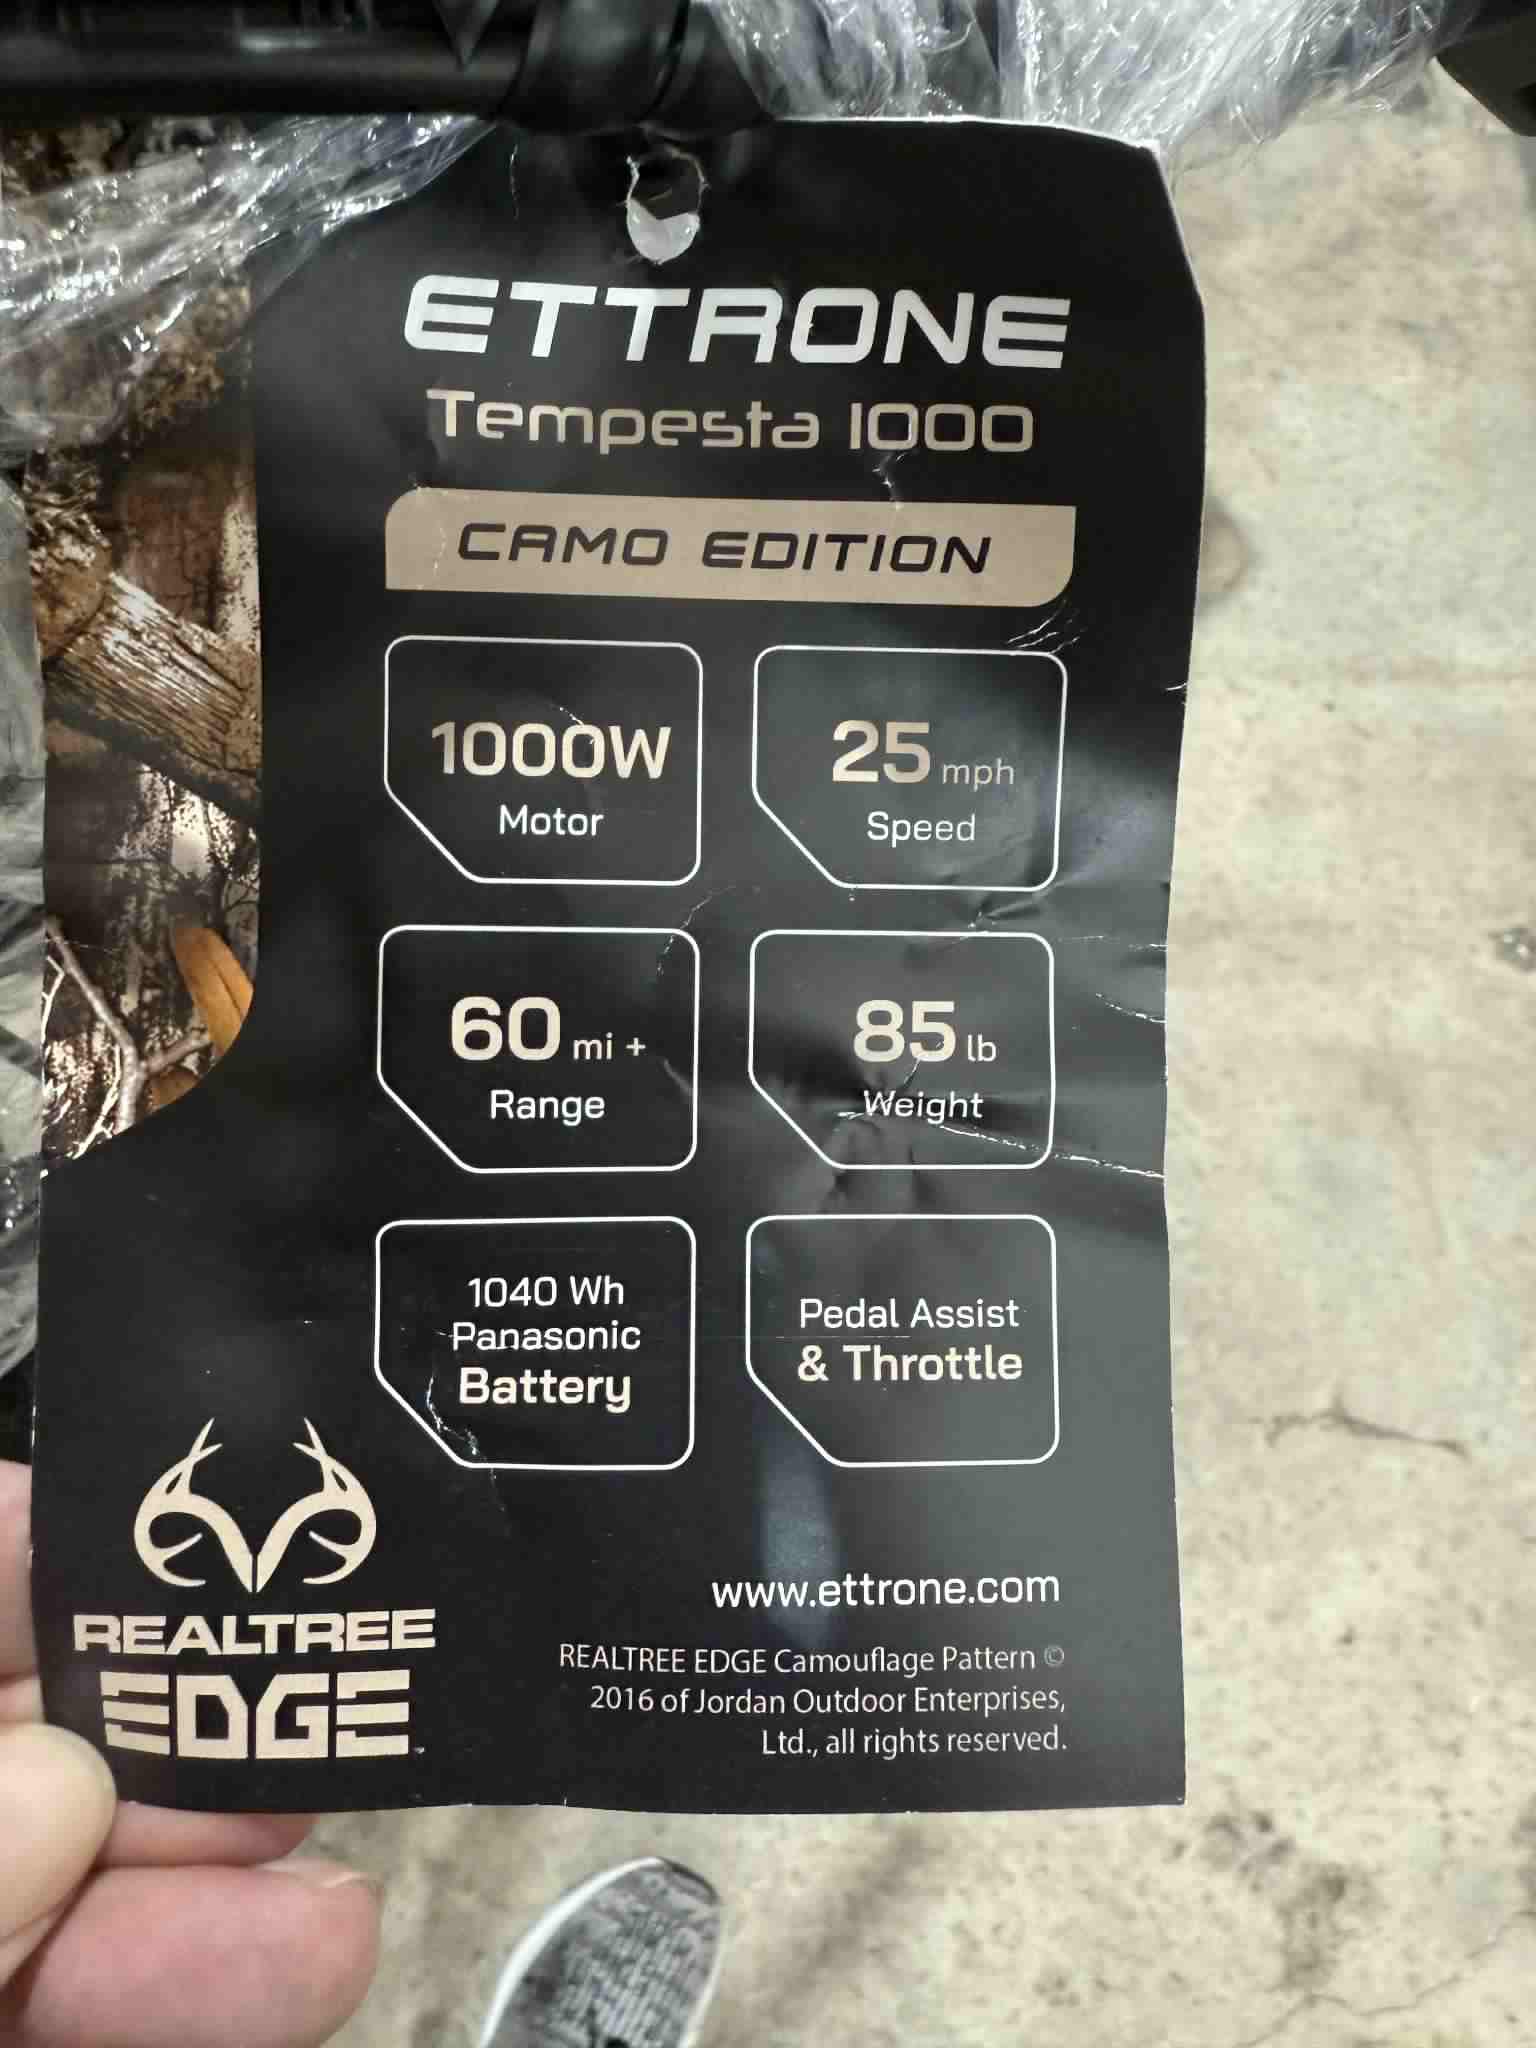 ETTRONE
Tempesta 1000
CAMO EDITION
1000W
Motor
25 mph
Speed
60 mi +
Range
85 lb
Weight
1040 Wh
Panasonic
Battery
Pedal Assist
& Throttle
REALTREE
EDGE
www.ettrone.com
REALTREE EDGE Camouflage Pattern ©
2016 of Jordan Outdoor Enterprises,
Ltd., all rights reserved.